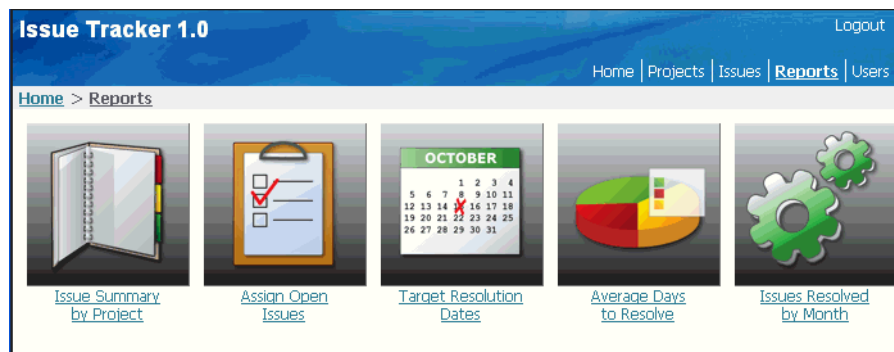 Issue Tracker 1.0
Logout
Home | Projects | Issues | Reports | Users
Home > Reports
OCTOBER
1 2 3 4
5 6 7 8 9 10 11
12 13 14 16 17 18
19 20 21 22 23 24 25
26 27 28 29 30 31
Issue Summary
by Project
Assign Open
Issues
Target Resolution
Dates
Average Days
to Resolve
Issues Resolved
by Month